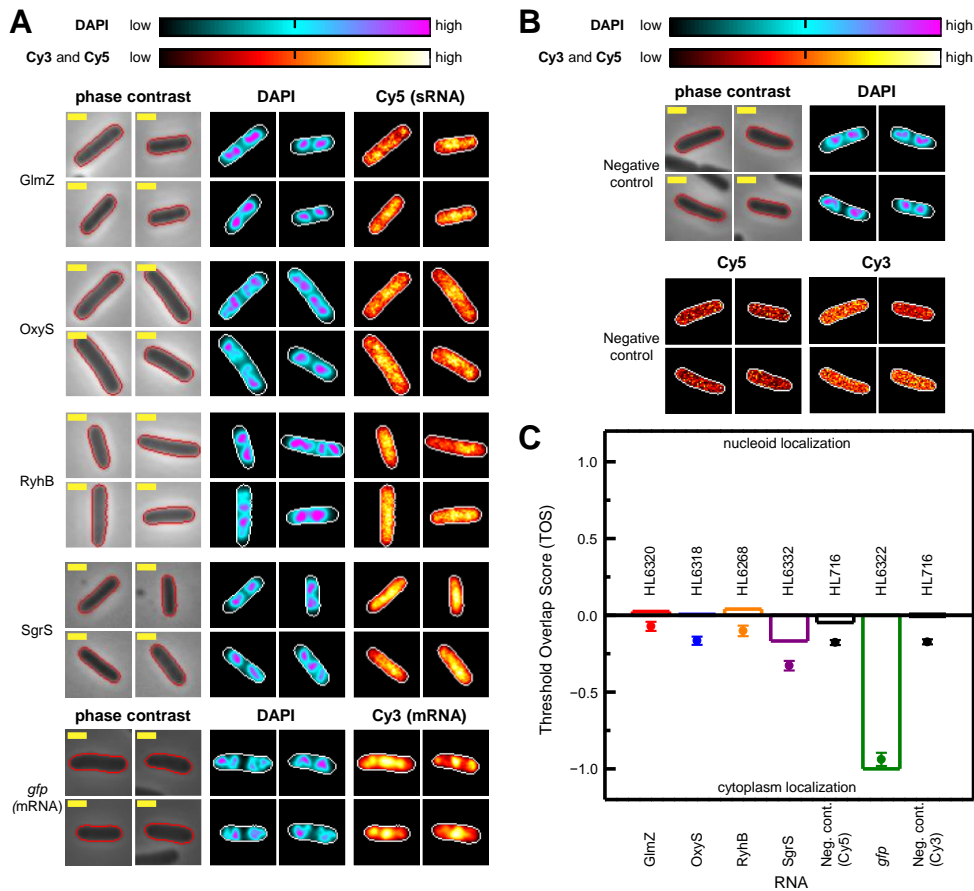 A
DAPI low high
Cy3 and Cy5 low high
phase contrast DAPI Cy5 (sRNA)
GlmZ
OxyS
RyhB
SgrS
phase contrast DAPI Cy3 (mRNA)
gfp
(mRNA)
B
DAPI low high
Cy3 and Cy5 low high
phase contrast DAPI
Negative
control
Cy5 Cy3
Negative
control
C
nucleoid localization
1.0
0.5
0.0
−0.5
−1.0
Threshold Overlap Score (TOS)
HL6320
HL6318
HL6268
HL6332
HL716
HL6322
HL716
cytoplasm localization
GlmZ
OxyS
RyhB
SgrS
Neg. cont.
(Cy5)
gfp
Neg. cont.
(Cy3)
RNA